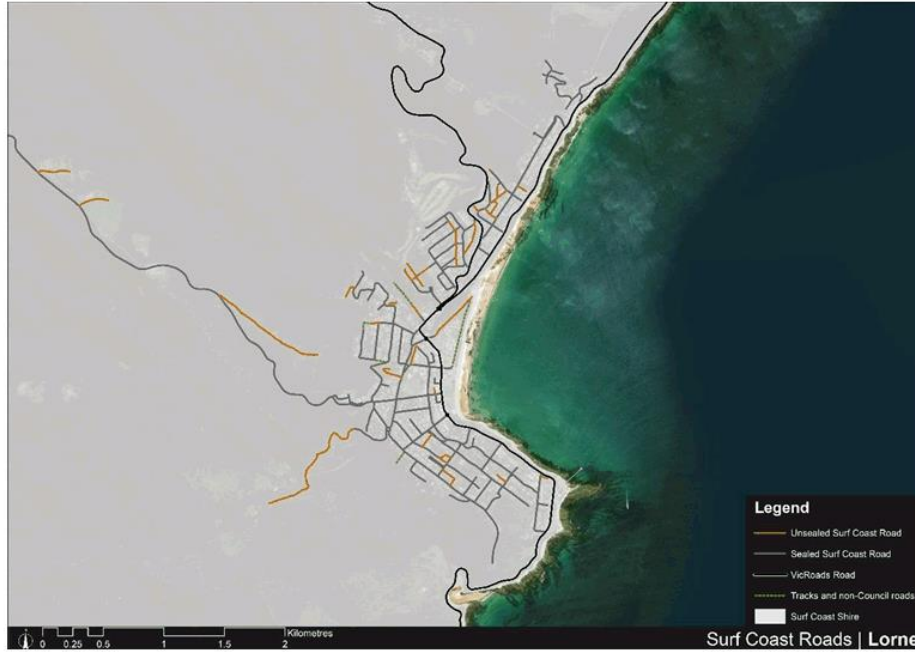 Legend
Unsealed Surf Coast Road
Sealed Surf Coast Road
VicRoads Road
Tracks and non-Council roads
Surf Coast Shire
Kilometres
0 0.25 0.5 1 1.5 2
Surf Coast Roads | Lorne